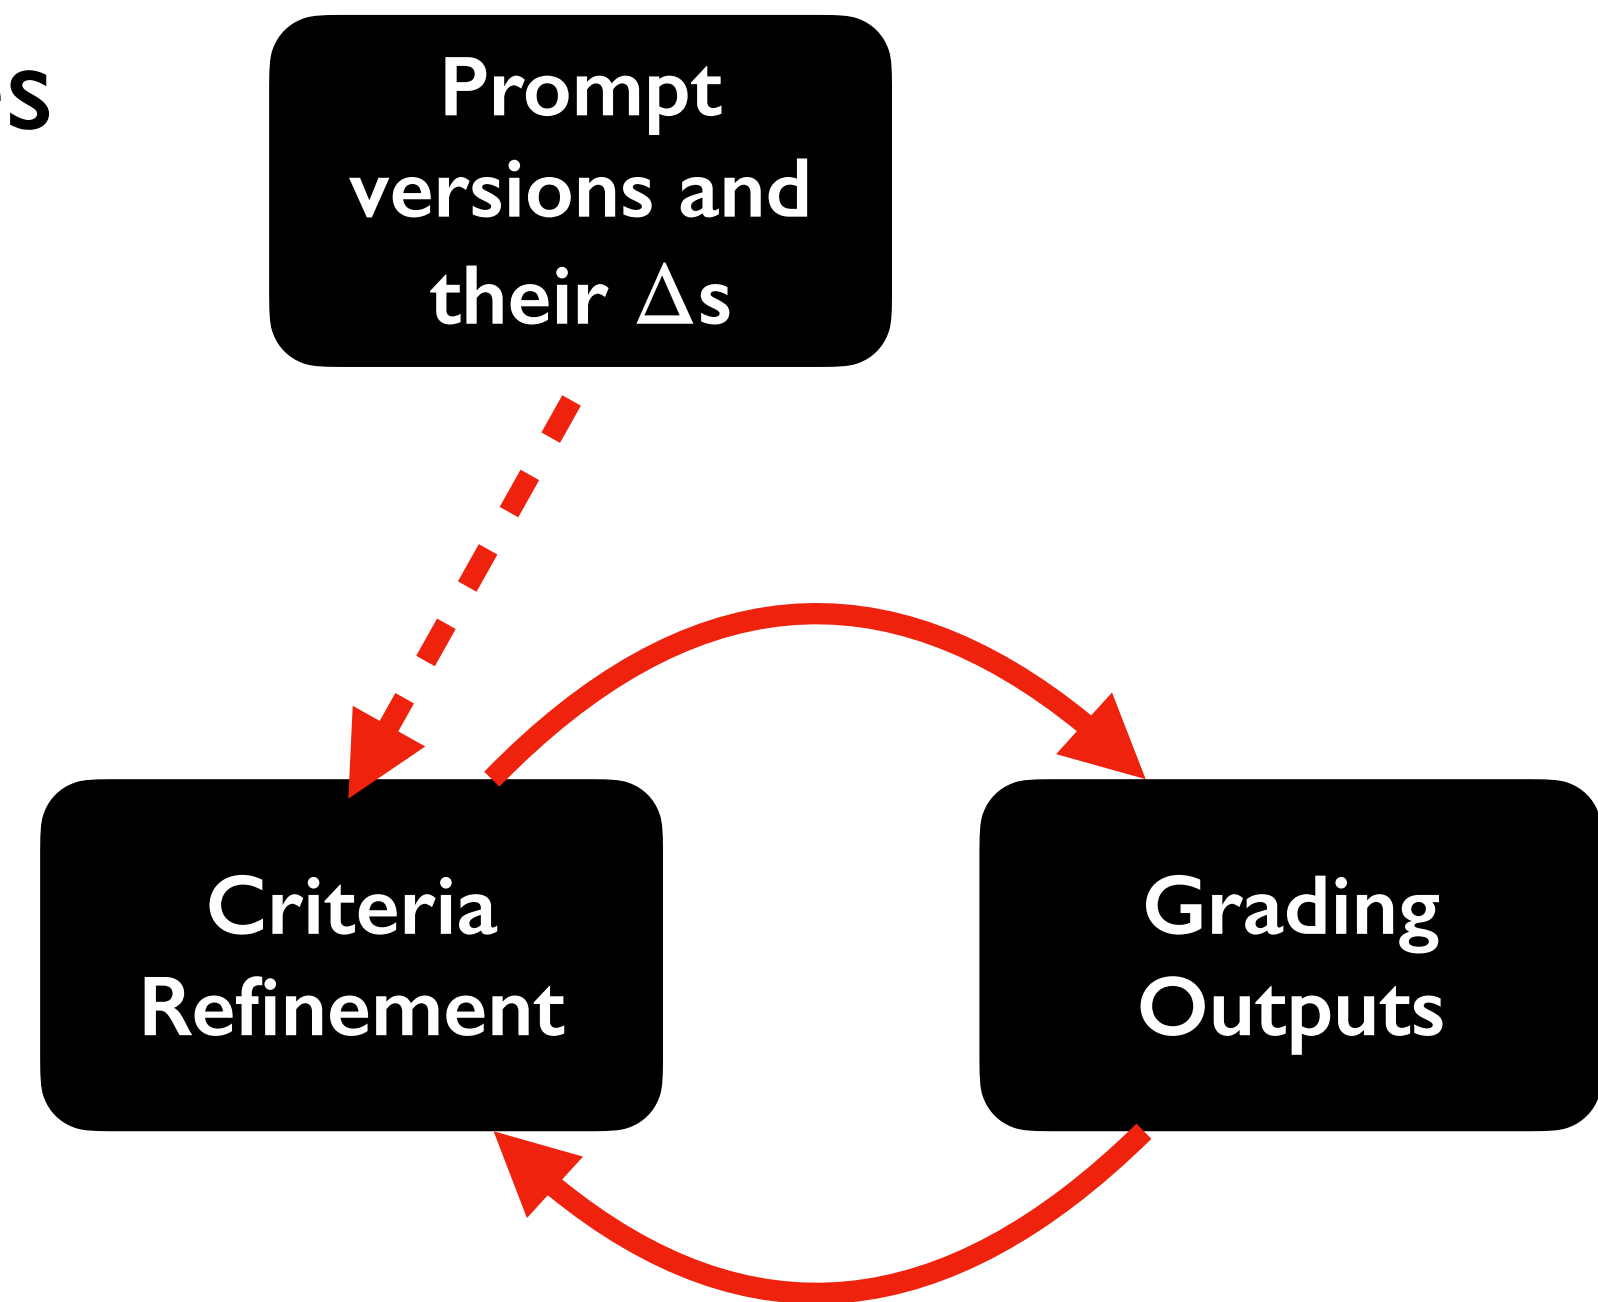 Prompt
versions and
their Δs
Criteria
Refinement
Grading
Outputs